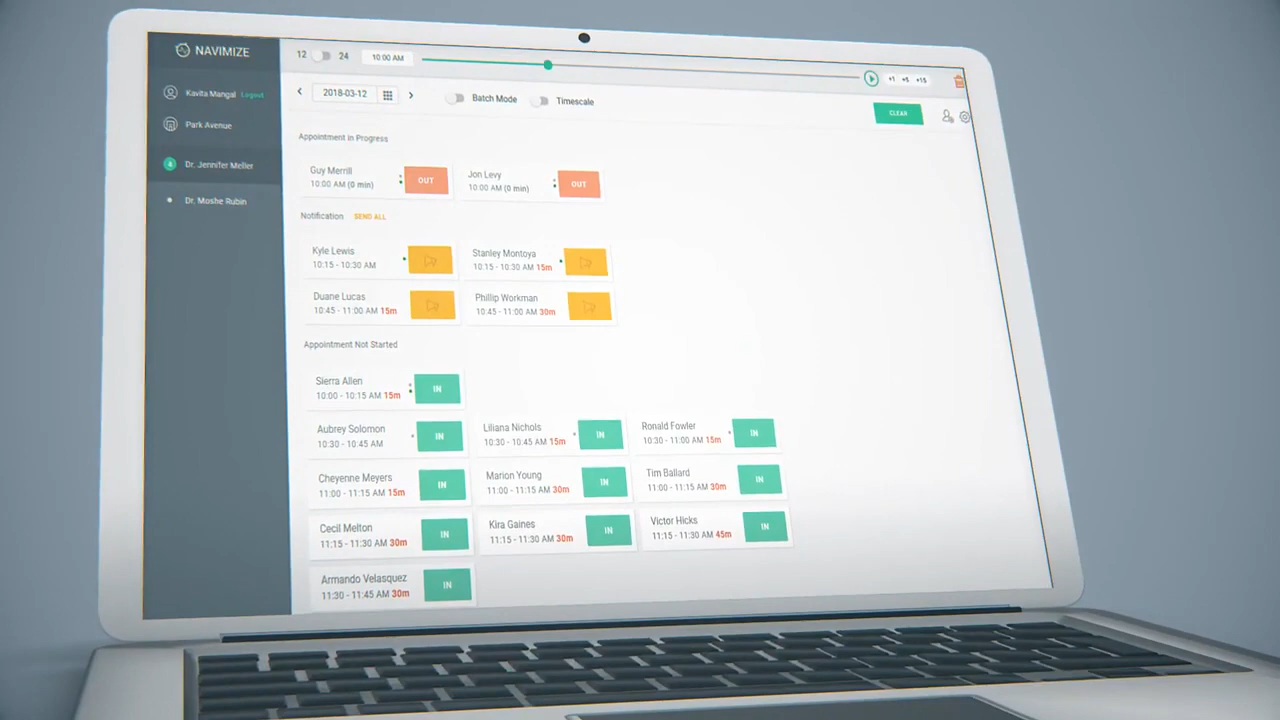 NAVIMIZE
12 24 10:00 AM
+1 +5 +15
Kavita Mangal Logout
Park Avenue
4 Dr. Jennifer Meller
Dr. Moshe Rubin
2018-03-12 Batch Mode Timescale CLEAR
Appointment In Progress
Guy Merrill
10:00 AM (0 min)
OUT
Jon Levy
10:00 AM (0 min)
OUT
Notification SEND ALL
Kyle Lewis
10:15 - 10:30 AM
Stanley Montoya
10:15 - 10:30 AM 15m
Duane Lucas
10:45 - 11:00 AM 15m
Phillip Workman
10:45 - 11:00 AM 30m
Appointment Not Started
Sierra Allen
10:00 - 10:15 AM 15m
IN
Aubrey Solomon
10:30 - 10:45 AM
IN
Liliana Nichols
10:30 - 10:45 AM 15m
IN
Ronald Fowler
10:30 - 11:00 AM 15m
IN
Cheyenne Meyers
11:00 - 11:15 AM 15m
IN
Marion Young
11:00 - 11:15 AM 30m
IN
Tim Ballard
11:00 - 11:15 AM 30m
IN
Cecil Melton
11:15 - 11:30 AM 30m
IN
Kira Gaines
11:15 - 11:30 AM 30m
IN
Victor Hicks
11:15 - 11:30 AM 45m
IN
Armando Velasquez
11:30 - 11:45 AM 30m
IN